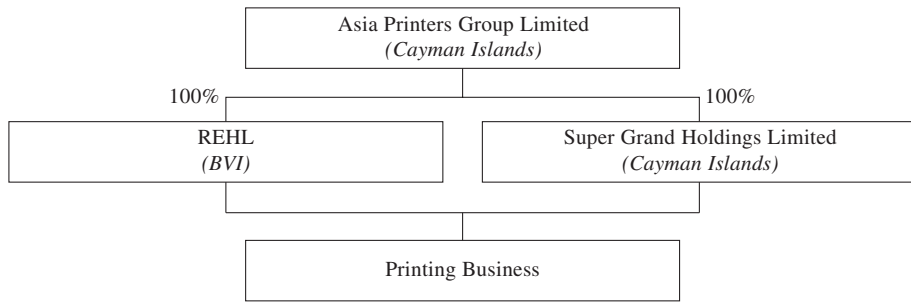 Asia Printers Group Limited
(Cayman Islands)
100%
100%
REHL
(BVI)
Super Grand Holdings Limited
(Cayman Islands)
Printing Business